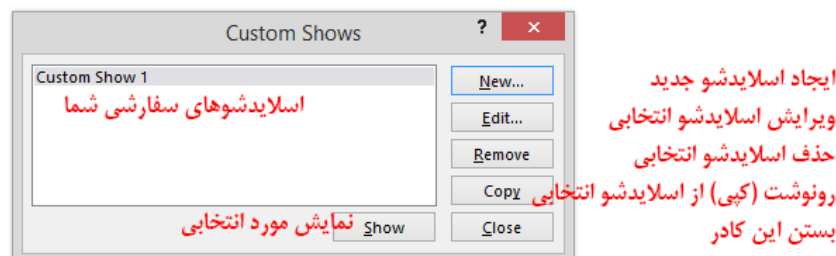 Custom Shows
Custom Show 1
اسلایدشوهای سفارشی شما
New...
ایجاد اسلایدشو جدید
Edit...
ویرایش اسلایدشو انتخابی
Remove
حذف اسلایدشو انتخابی
Copy
رونوشت (کپی) از اسلایدشو انتخابی
نمایش مورد انتخابی
Show
Close
بستن این کادر